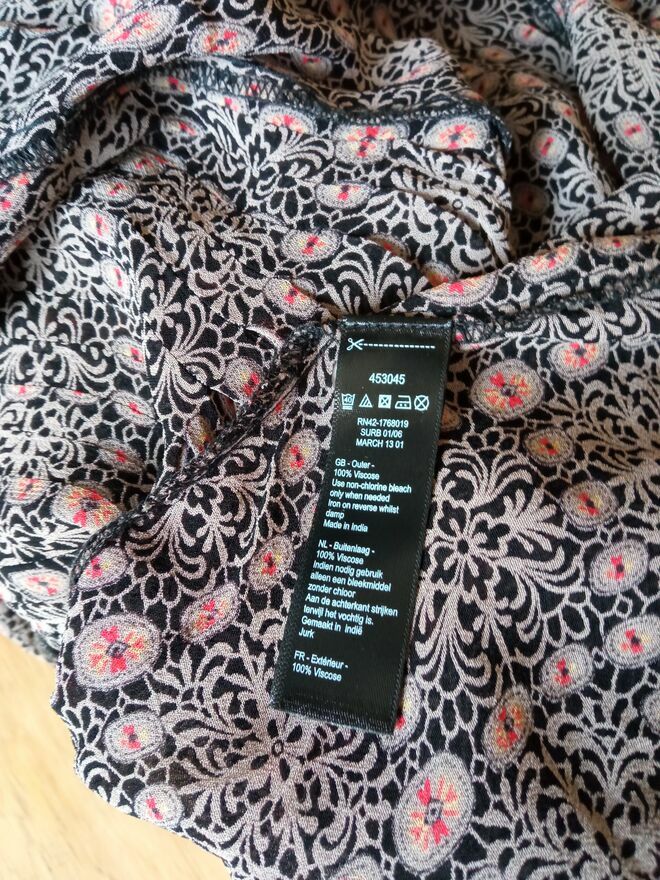 453045
40
RN42-1768019
SURB 01/06
MARCH 13 01
GB - Outer -
100% Viscose
Use non-chlorine bleach
only when needed
Iron on reverse whilst
damp
Made in India
NL - Buitenlaag -
100% Viscose
Indien nodig gebruik
alleen een bleekmiddel
zonder chloor
Aan de achterkant strijken
terwijl het vochtig is.
Gemaakt in Indië
Jurk
FR - Extérieur -
100% Viscose